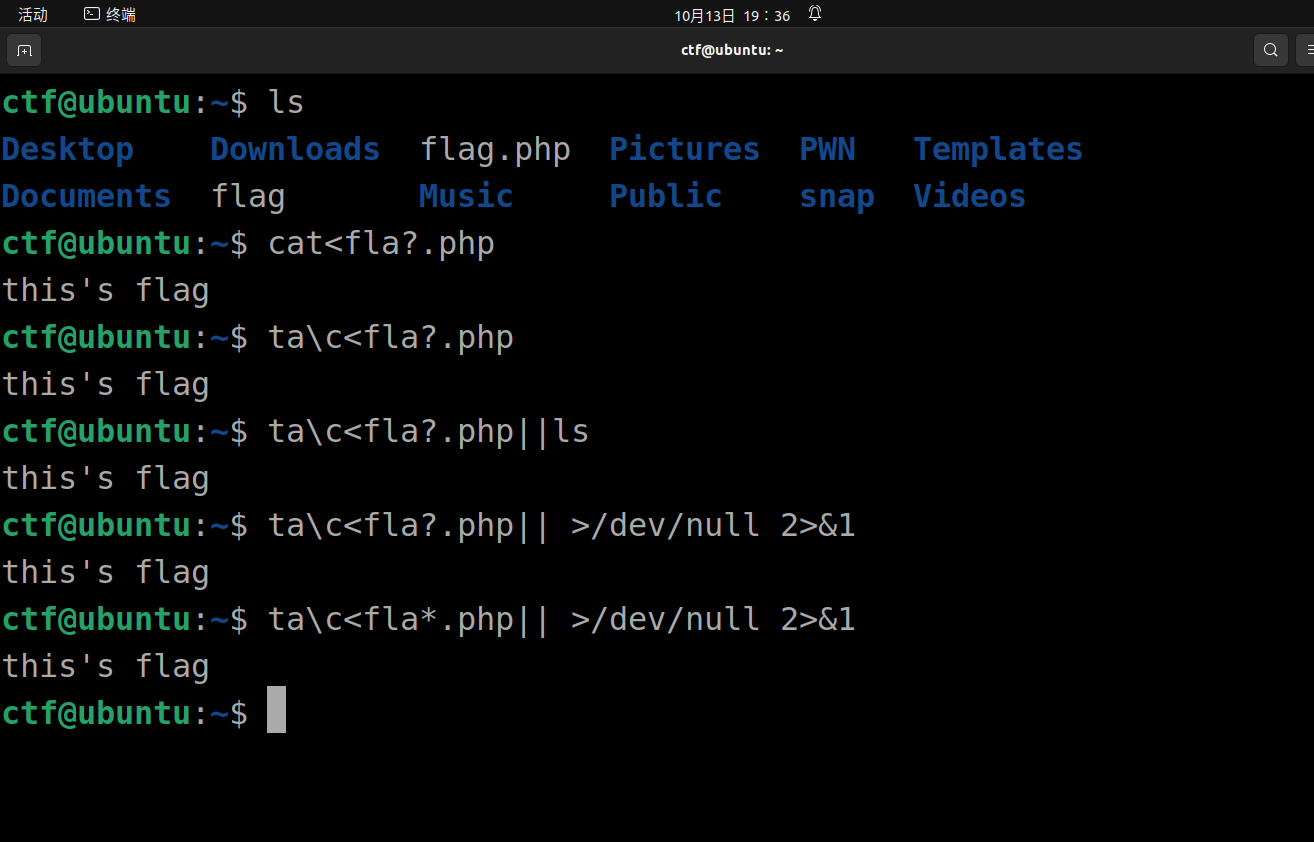 活动 终端 10月13日 19：36
ctf@ubuntu: ~
ctf@ubuntu:~$ ls
Desktop Downloads flag.php Pictures PWN Templates
Documents flag Music Public snap Videos
ctf@ubuntu:~$ cat<fla?.php
this's flag
ctf@ubuntu:~$ ta\c<fla?.php
this's flag
ctf@ubuntu:~$ ta\c<fla?.php||ls
this's flag
ctf@ubuntu:~$ ta\c<fla?.php|| >/dev/null 2>&1
this's flag
ctf@ubuntu:~$ ta\c<fla*.php|| >/dev/null 2>&1
this's flag
ctf@ubuntu:~$